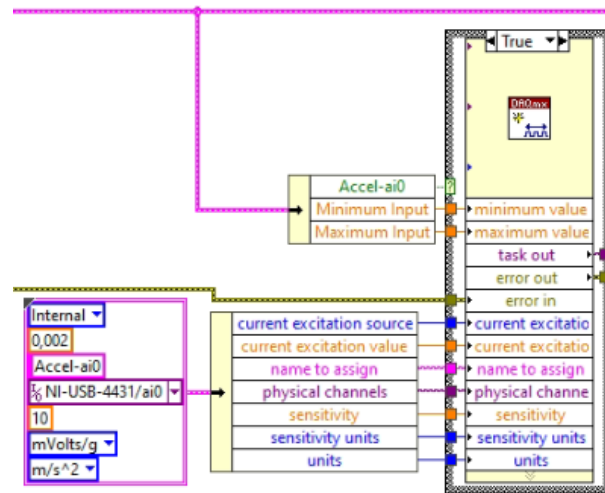 True
DAQmx
Accel-ai0
Minimum Input
Maximum Input
minimum value
maximum value
task out
error out
error in
Internal
0,002
Accel-ai0
NI-USB-4431/ai0
10
mVolts/g
m/s^2
current excitation source
current excitation value
name to assign
physical channels
sensitivity
sensitivity units
units
current excitatio
current excitatio
name to assign
physical channe
sensitivity
sensitivity units
units